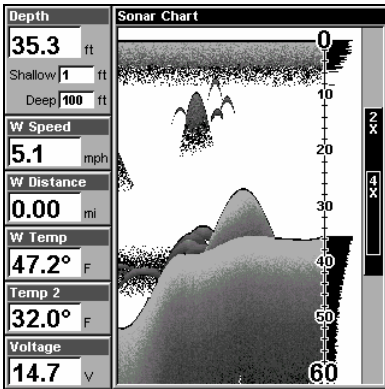 Depth
35.3 ft
Shallow 1 ft
Deep 100 ft
W Speed
5.1 mph
W Distance
0.00 mi
W Temp
47.2° F
Temp 2
32.0° F
Voltage
14.7 V
Sonar Chart
0
10
20
30
40
50
60
2X
4X